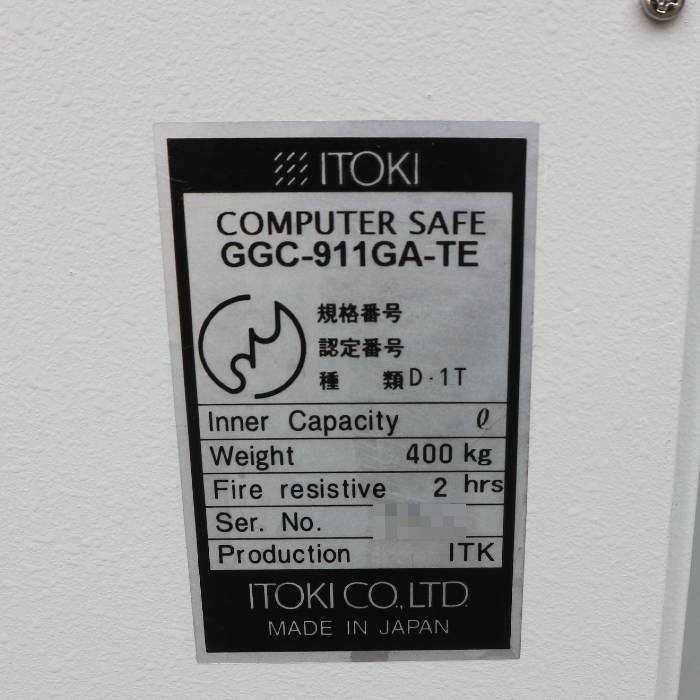 ITOKI
COMPUTER SAFE
GGC-911GA-TE
規格番号
認定番号
種 類 D·1T
Inner Capacity ℓ
Weight 400 kg
Fire resistive 2 hrs
Ser. No.
Production ITK
ITOKI CO., LTD.
MADE IN JAPAN